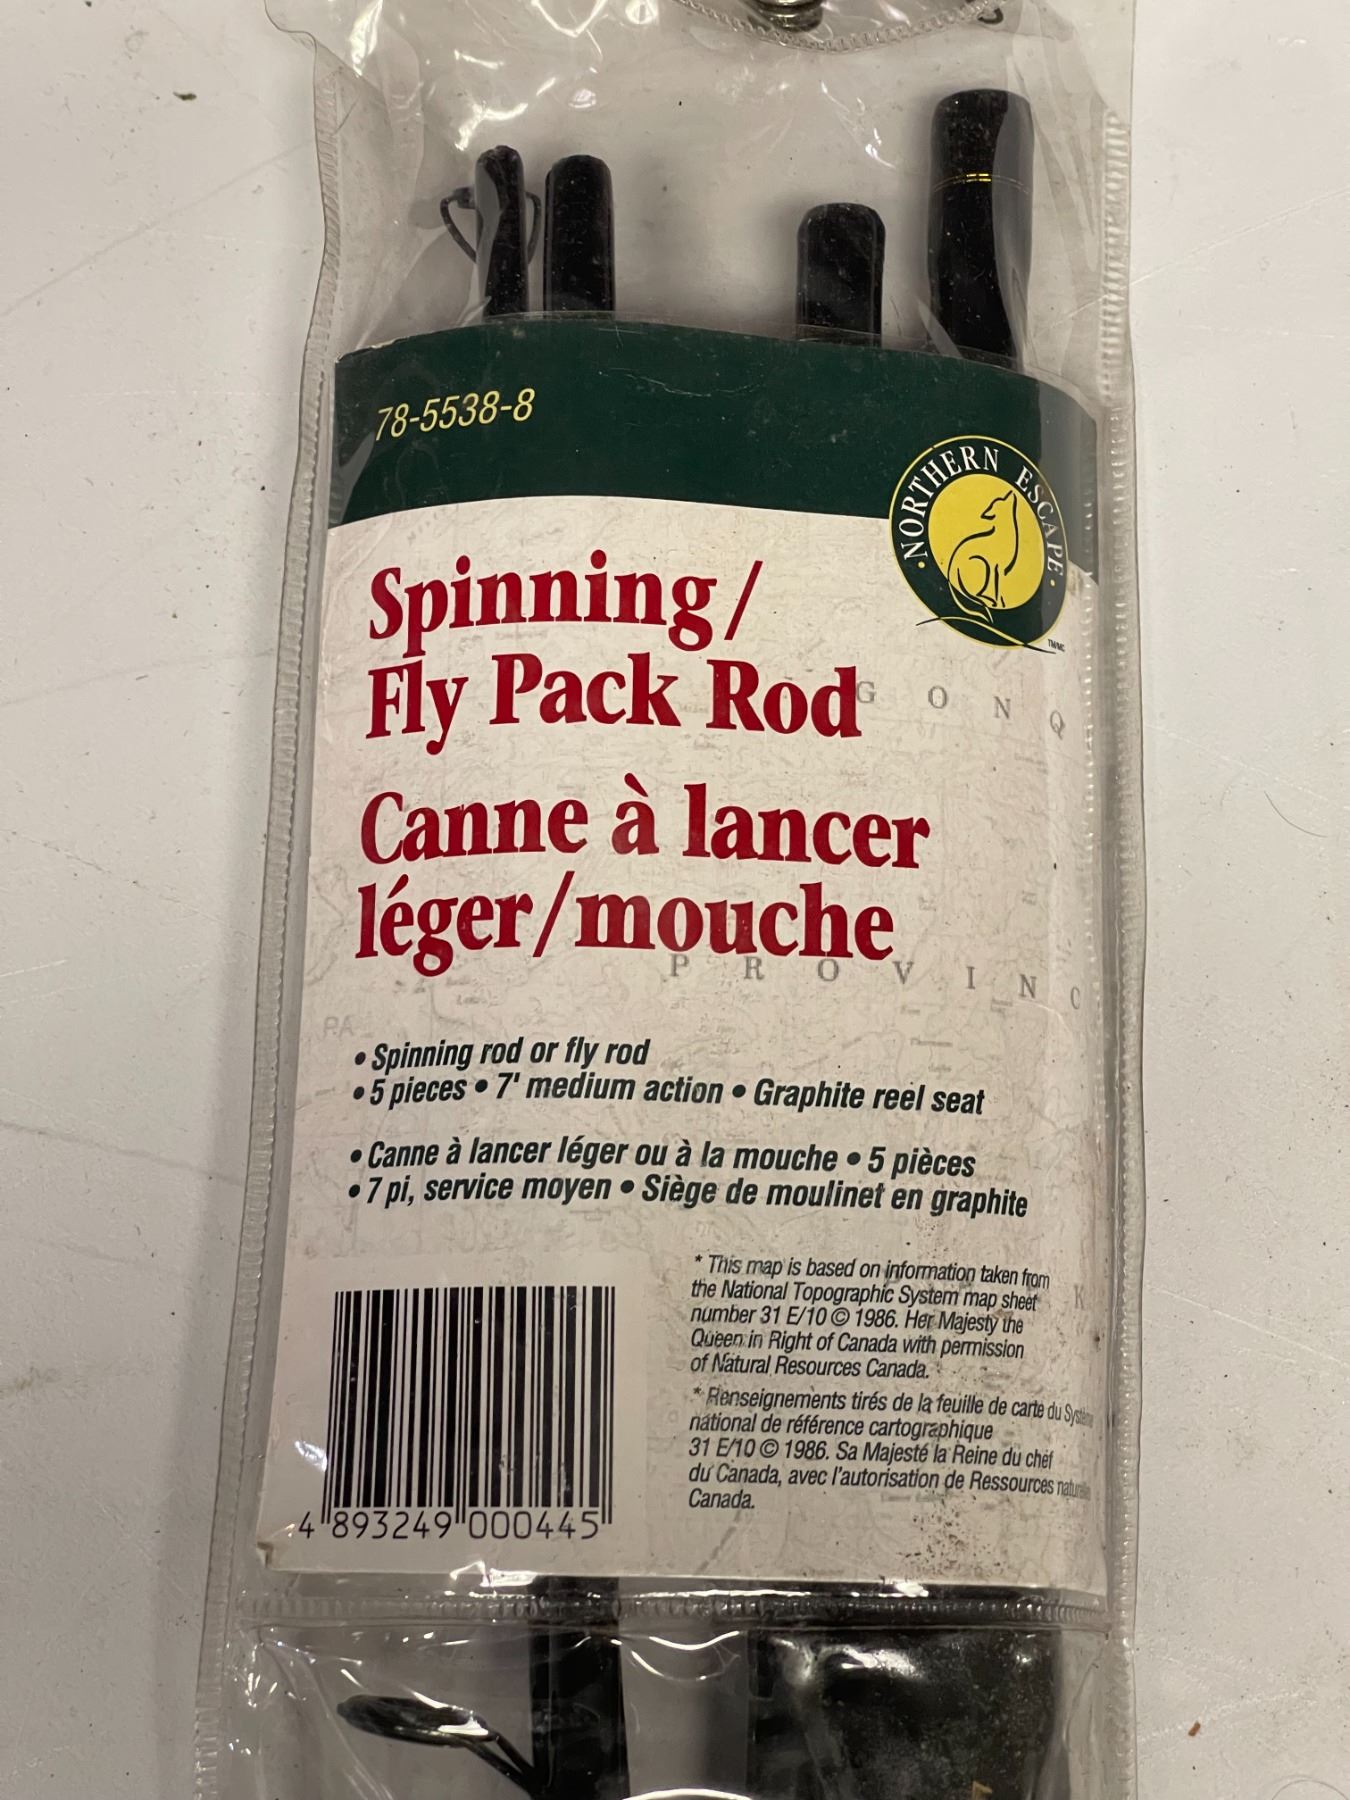 78-5538-8
• NORTHERN ESCAPE •
TM/MC
Spinning/
Fly Pack Rod
G O N Q
Canne à lancer
léger/mouche
P R O V I N C
• Spinning rod or fly rod
• 5 pieces • 7' medium action • Graphite reel seat
• Canne à lancer léger ou à la mouche • 5 pièces
• 7 pi, service moyen • Siège de moulinet en graphite
* This map is based on information taken from
the National Topographic System map sheet
number 31 E/10 © 1986. Her Majesty the
Queen in Right of Canada with permission
of Natural Resources Canada.
* Renseignements tirés de la feuille de carte du Système
national de référence cartographique
31 E/10 © 1986. Sa Majesté la Reine du chef
du Canada, avec l'autorisation de Ressources
Canada.
4 893249 000445